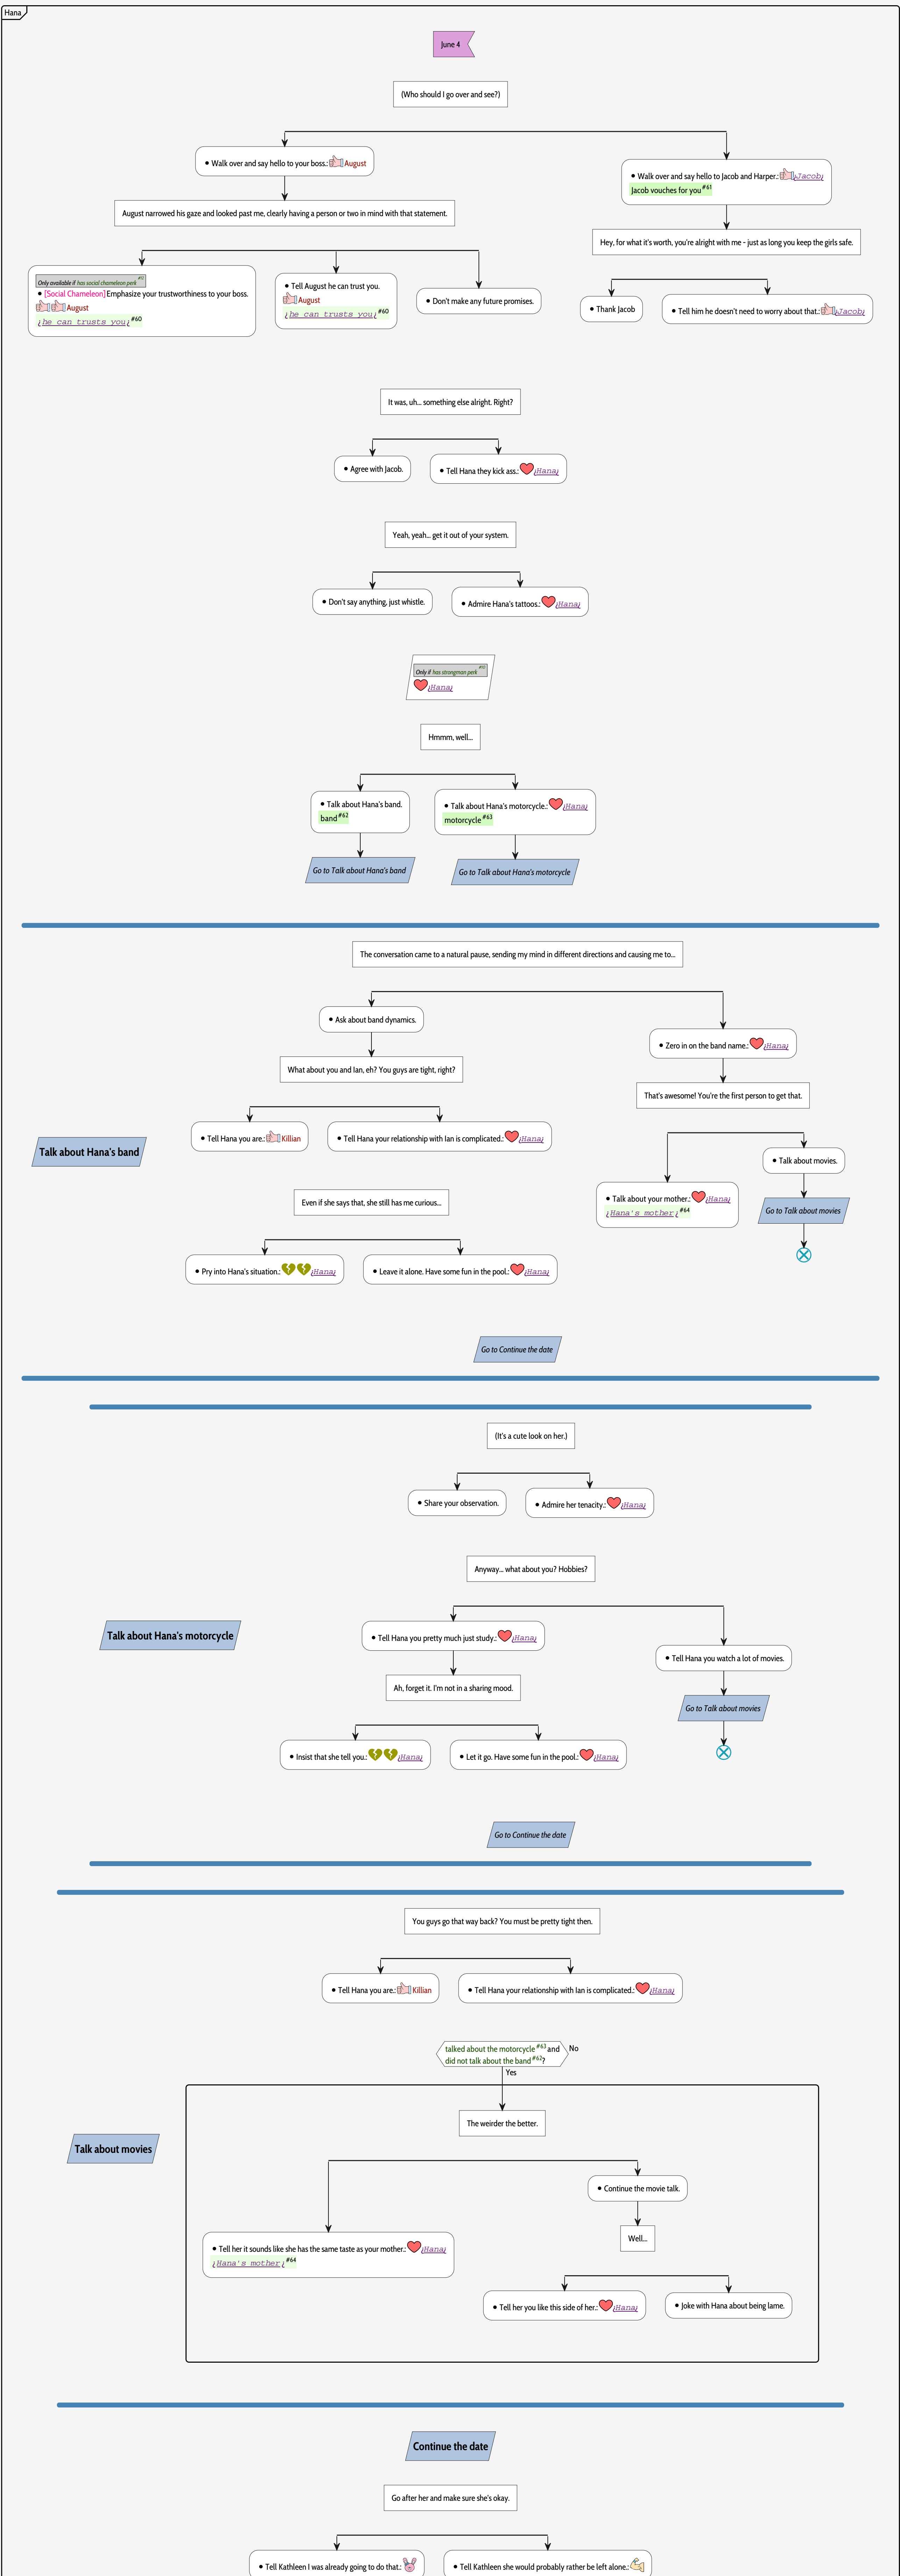 Hana
June 4
(Who should I go over and see?)
• Walk over and say hello to your boss.: August
• Walk over and say hello to Jacob and Harper.: ¿Jacob¿
Jacob vouches for you #61
August narrowed his gaze and looked past me, clearly having a person or two in mind with that statement.
Hey, for what it's worth, you're alright with me - just as long you keep the girls safe.
Only available if has social chameleon perk
• [Social Chameleon] Emphasize your trustworthiness to your boss.
August
¿he can trusts you¿ #60
• Tell August he can trust you.
August
¿he can trusts you¿ #60
• Don't make any future promises.
• Thank Jacob
• Tell him he doesn't need to worry about that.: ¿Jacob¿
It was, uh... something else alright. Right?
• Agree with Jacob.
• Tell Hana they kick ass.: ¿Hana¿
Yeah, yeah... get it out of your system.
• Don't say anything, just whistle.
• Admire Hana's tattoos.: ¿Hana¿
Only if has strongman perk
¿Hana¿
Hmmm, well...
• Talk about Hana's band.
band #62
• Talk about Hana's motorcycle.: ¿Hana¿
motorcycle #63
Go to Talk about Hana's band
Go to Talk about Hana's motorcycle
The conversation came to a natural pause, sending my mind in different directions and causing me to...
• Ask about band dynamics.
• Zero in on the band name.: ¿Hana¿
What about you and Ian, eh? You guys are tight, right?
That's awesome! You're the first person to get that.
Talk about Hana's band
• Tell Hana you are.: Killian
• Tell Hana your relationship with Ian is complicated.: ¿Hana¿
• Talk about movies.
• Talk about your mother.: ¿Hana¿
¿Hana's mother¿ #64
Go to Talk about movies
Even if she says that, she still has me curious...
• Pry into Hana's situation.: ¿Hana¿
• Leave it alone. Have some fun in the pool.: ¿Hana¿
Go to Continue the date
(It's a cute look on her.)
• Share your observation.
• Admire her tenacity.: ¿Hana¿
Anyway... what about you? Hobbies?
Talk about Hana's motorcycle
• Tell Hana you pretty much just study.: ¿Hana¿
• Tell Hana you watch a lot of movies.
Ah, forget it. I'm not in a sharing mood.
Go to Talk about movies
• Insist that she tell you.: ¿Hana¿
• Let it go. Have some fun in the pool.: ¿Hana¿
Go to Continue the date
You guys go that way back? You must be pretty tight then.
• Tell Hana you are.: Killian
• Tell Hana your relationship with Ian is complicated.: ¿Hana¿
talked about the motorcycle #63 and
did not talk about the band #62?
No
Yes
The weirder the better.
Talk about movies
• Continue the movie talk.
• Tell her it sounds like she has the same taste as your mother.: ¿Hana¿
¿Hana's mother¿ #64
Well...
• Tell her you like this side of her.: ¿Hana¿
• Joke with Hana about being lame.
Continue the date
Go after her and make sure she's okay.
• Tell Kathleen I was already going to do that.:
• Tell Kathleen she would probably rather be left alone.: